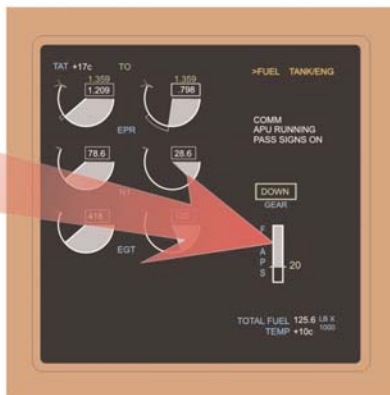 TAT +17c TO
>FUEL TANK/ENG
1.359 1.359
1.209 .798
EPR
COMM
APU RUNNING
PASS SIGNS ON
78.6 28.6
N1
DOWN
GEAR
EGT
F
A
P
S
20
TOTAL FUEL 125.6 LB X
1000
TEMP +10c